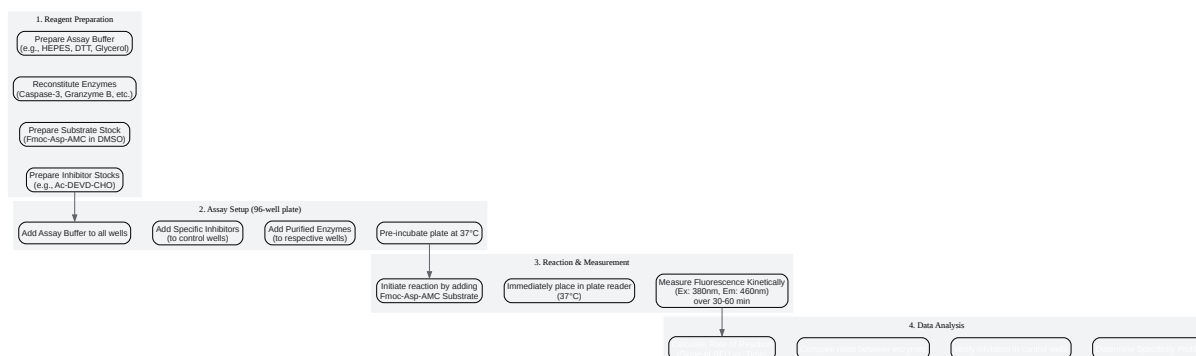 1. Reagent Preparation
Prepare Assay Buffer
(e.g., HEPES, DTT, Glycerol)
Reconstitute Enzymes
(Caspase-3, Granzyme B, etc.)
Prepare Substrate Stock
(Fmoc-Asp-AMC in DMSO)
Prepare Inhibitor Stocks
(e.g., Ac-DEVD-CHO)
2. Assay Setup (96-well plate)
Add Assay Buffer to all wells
Add Specific Inhibitors
(to control wells)
Add Purified Enzymes
(to respective wells)
Pre-incubate plate at 37°C
3. Reaction & Measurement
Initiate reaction by adding
Fmoc-Asp-AMC Substrate
Immediately place in plate reader
(37°C)
Measure Fluorescence Kinetically
(Ex: 380nm, Em: 460nm)
over 30-60 min
4. Data Analysis